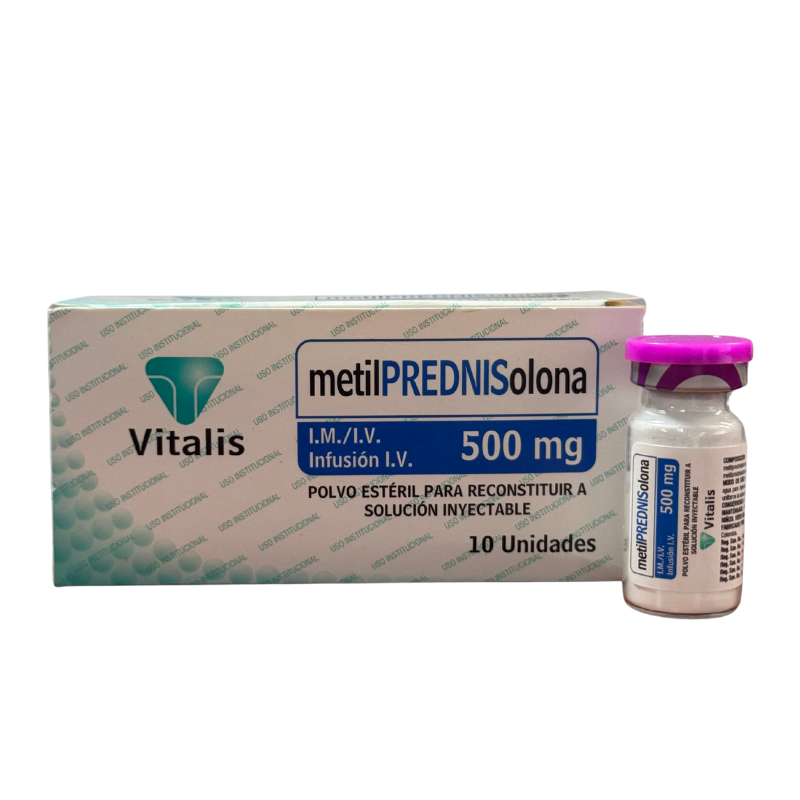 USO INSTITUCIONAL
Vitalis
metilPREDNISolona
I.M./I.V.
Infusión I.V.
500 mg
POLVO ESTÉRIL PARA RECONSTITUIR A
SOLUCIÓN INYECTABLE
10 Unidades
metilPREDNISolona
I.M./I.V.
Infusión I.V.
500 mg
POLVO ESTÉRIL PARA RECONSTITUIR A
SOLUCIÓN INYECTABLE
Vitalis